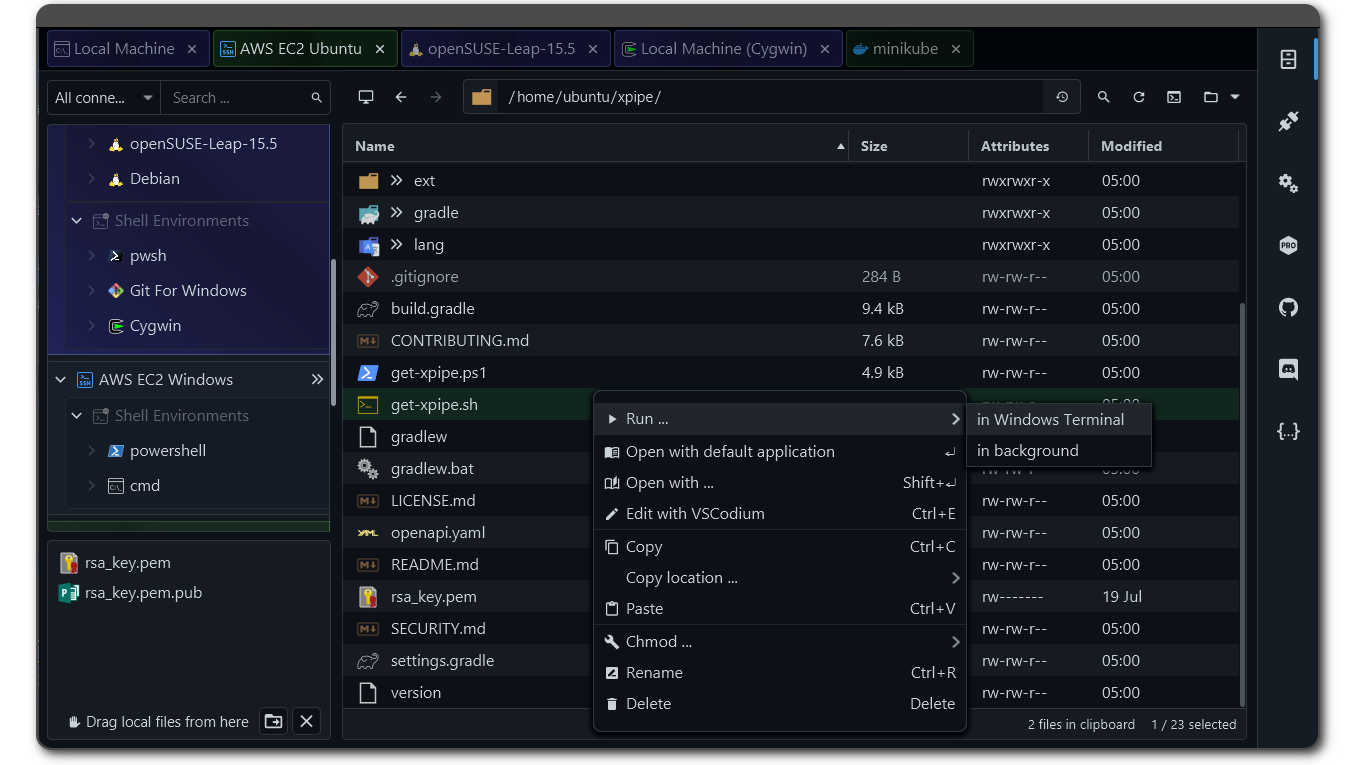 Local Machine
AWS EC2 Ubuntu
openSUSE-Leap-15.5
Local Machine (Cygwin)
minikube
All conne...
Search ...
/home/ubuntu/xpipe/
openSUSE-Leap-15.5
Debian
Shell Environments
pwsh
Git For Windows
Cygwin
AWS EC2 Windows
Shell Environments
powershell
cmd
rsa_key.pem
rsa_key.pem.pub
Drag local files from here
Name Size Attributes Modified
ext rwxrwxr-x 05:00
gradle rwxrwxr-x 05:00
lang rwxrwxr-x 05:00
.gitignore 284 B rw-rw-r-- 05:00
build.gradle 9.4 kB rw-rw-r-- 05:00
CONTRIBUTING.md 7.6 kB rw-rw-r-- 05:00
get-xpipe.ps1 4.9 kB rw-rw-r-- 05:00
get-xpipe.sh
gradlew
gradlew.bat
LICENSE.md rw-rw-r-- 05:00
openapi.yaml rw-rw-r-- 05:00
README.md rw-rw-r-- 05:00
rsa_key.pem rw------- 19 Jul
SECURITY.md rw-rw-r-- 05:00
settings.gradle rw-rw-r-- 05:00
version rw-rw-r-- 05:00
Run ...
in Windows Terminal
in background
Open with default application
Open with ... Shift+⏎
Edit with VSCodium Ctrl+E
Copy Ctrl+C
Copy location ...
Paste Ctrl+V
Chmod ...
Rename Ctrl+R
Delete Delete
2 files in clipboard 1 / 23 selected
PRO